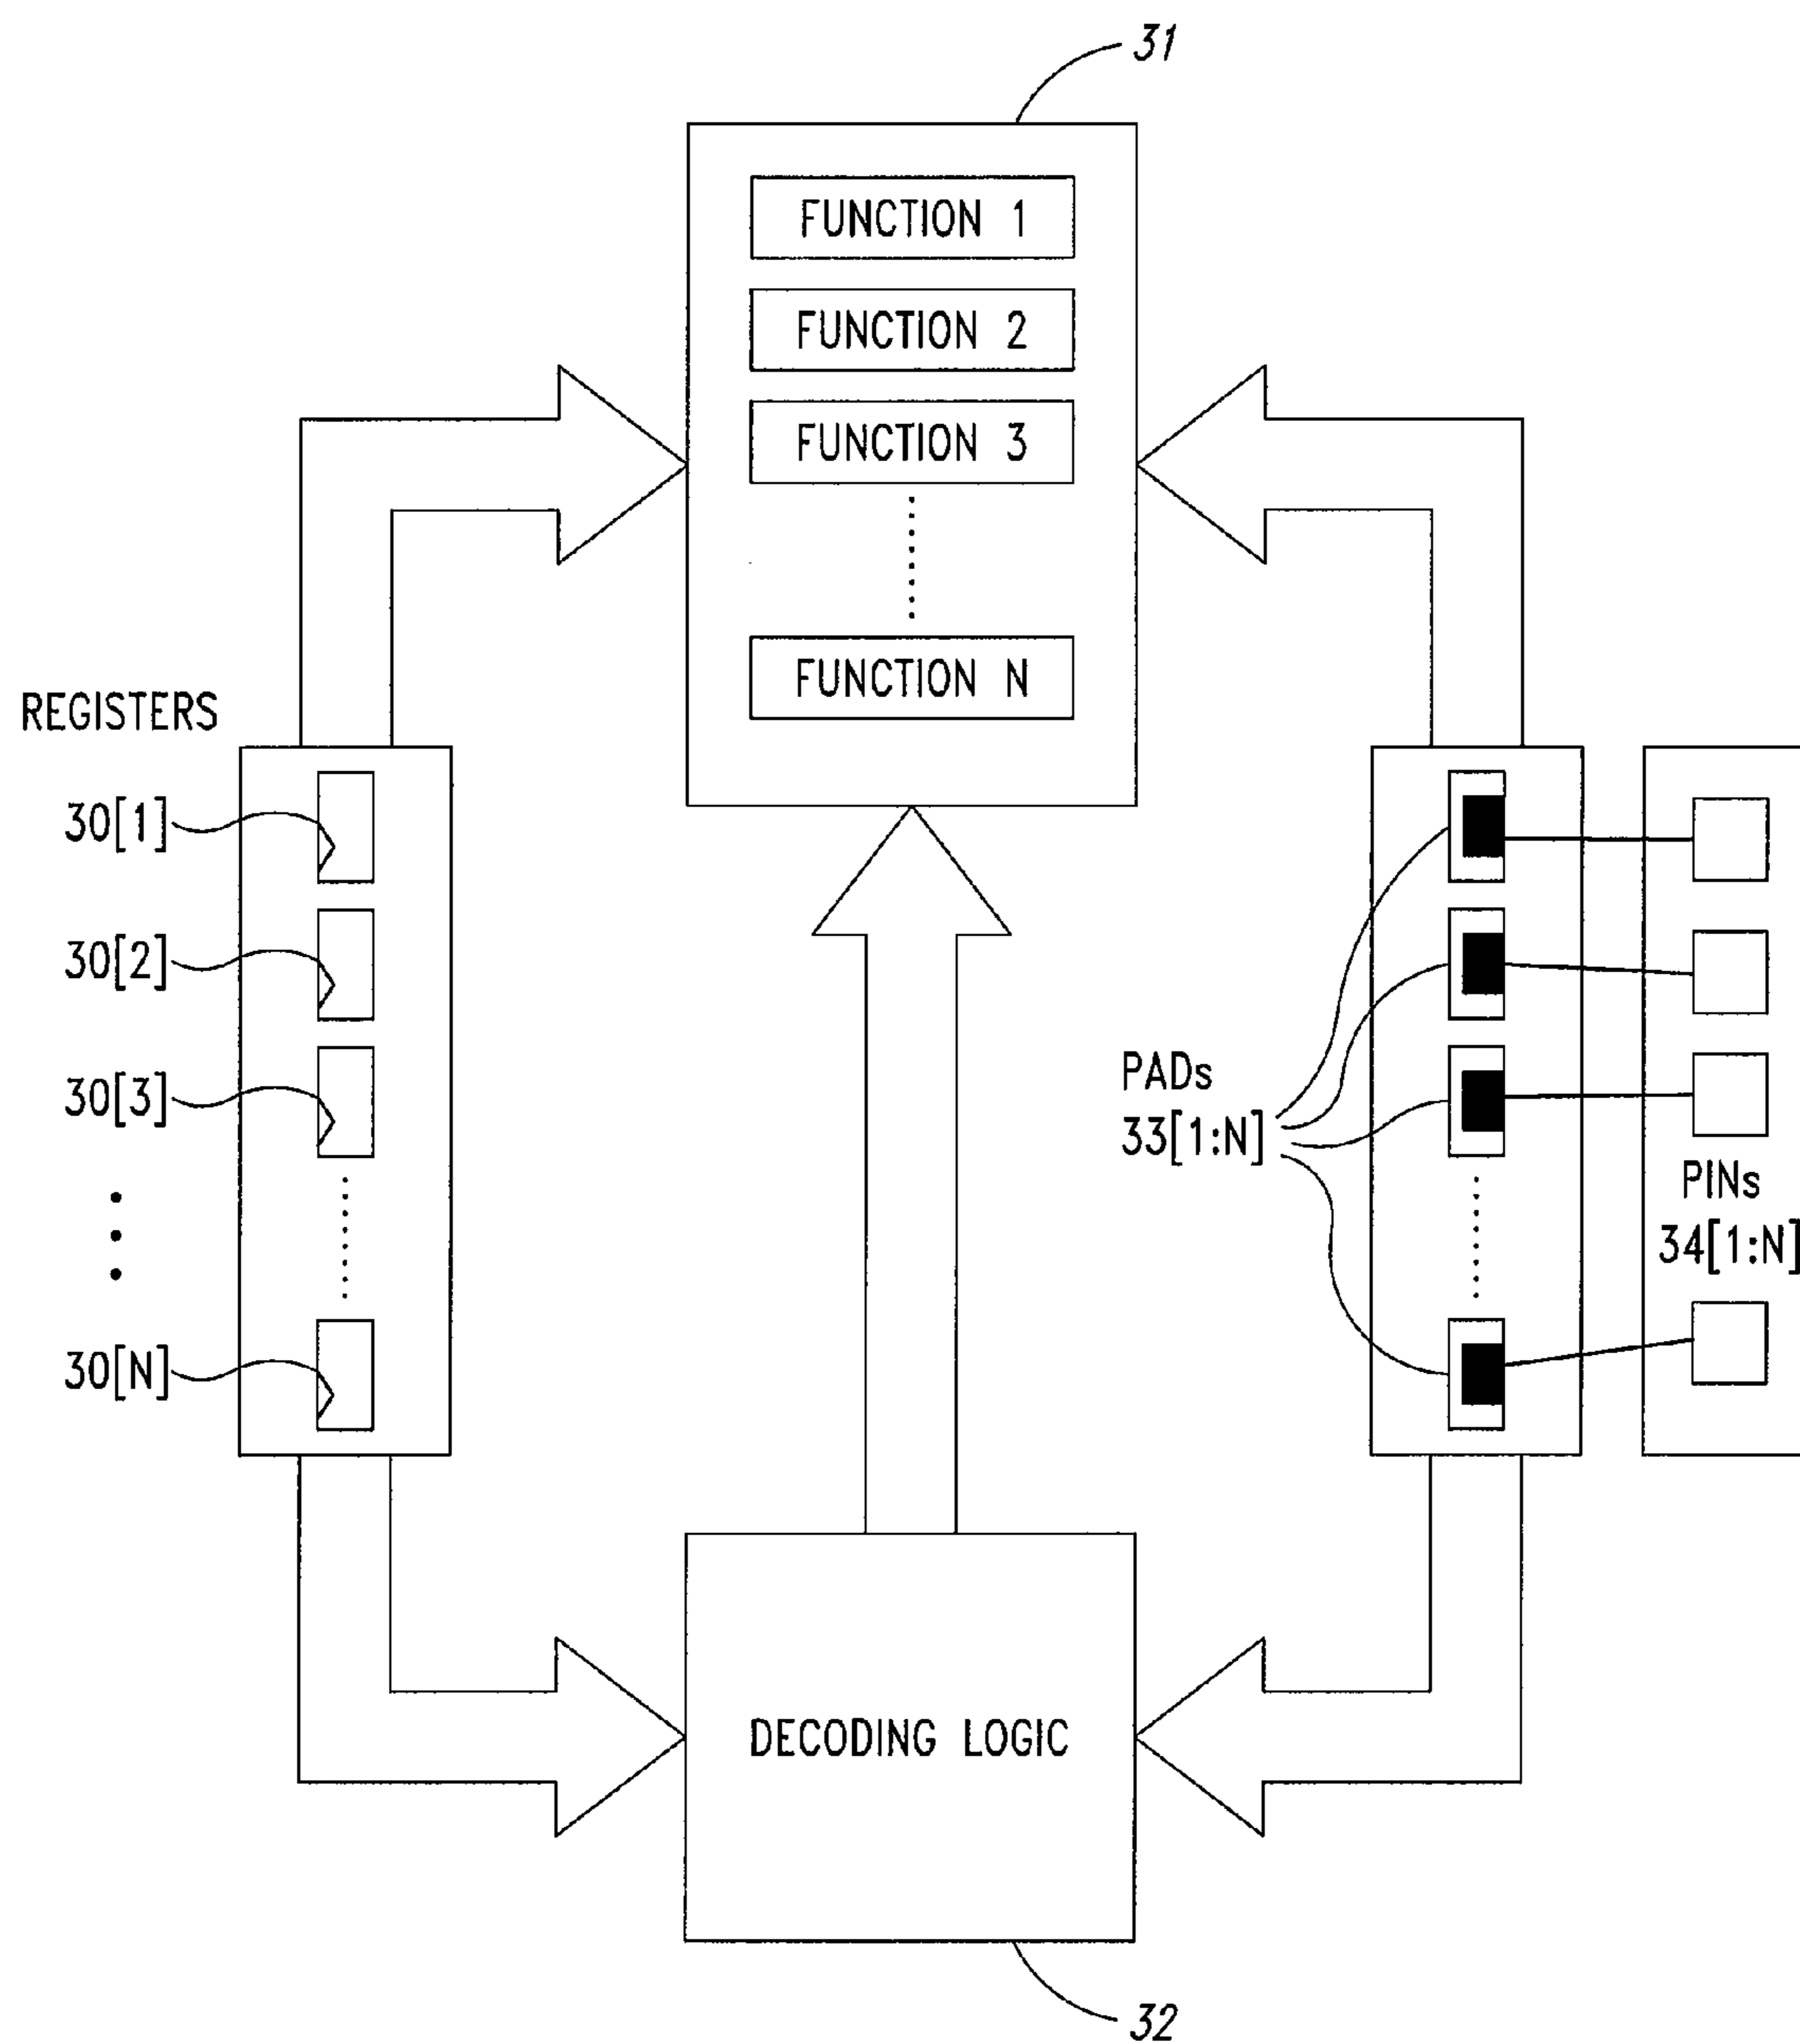 31
FUNCTION 1
FUNCTION 2
FUNCTION 3
FUNCTION N
REGISTERS
30[1]
30[2]
30[3]
30[N]
PADs
33[1:N]
PINs
34[1:N]
DECODING LOGIC
32